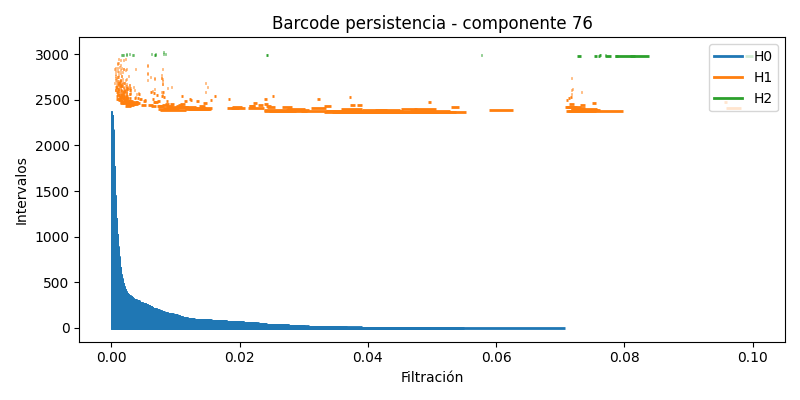 Barcode persistencia - componente 76
Intervalos
3000
2500
2000
1500
1000
500
0
0.00 0.02 0.04 0.06 0.08 0.10
Filtración
H0
H1
H2